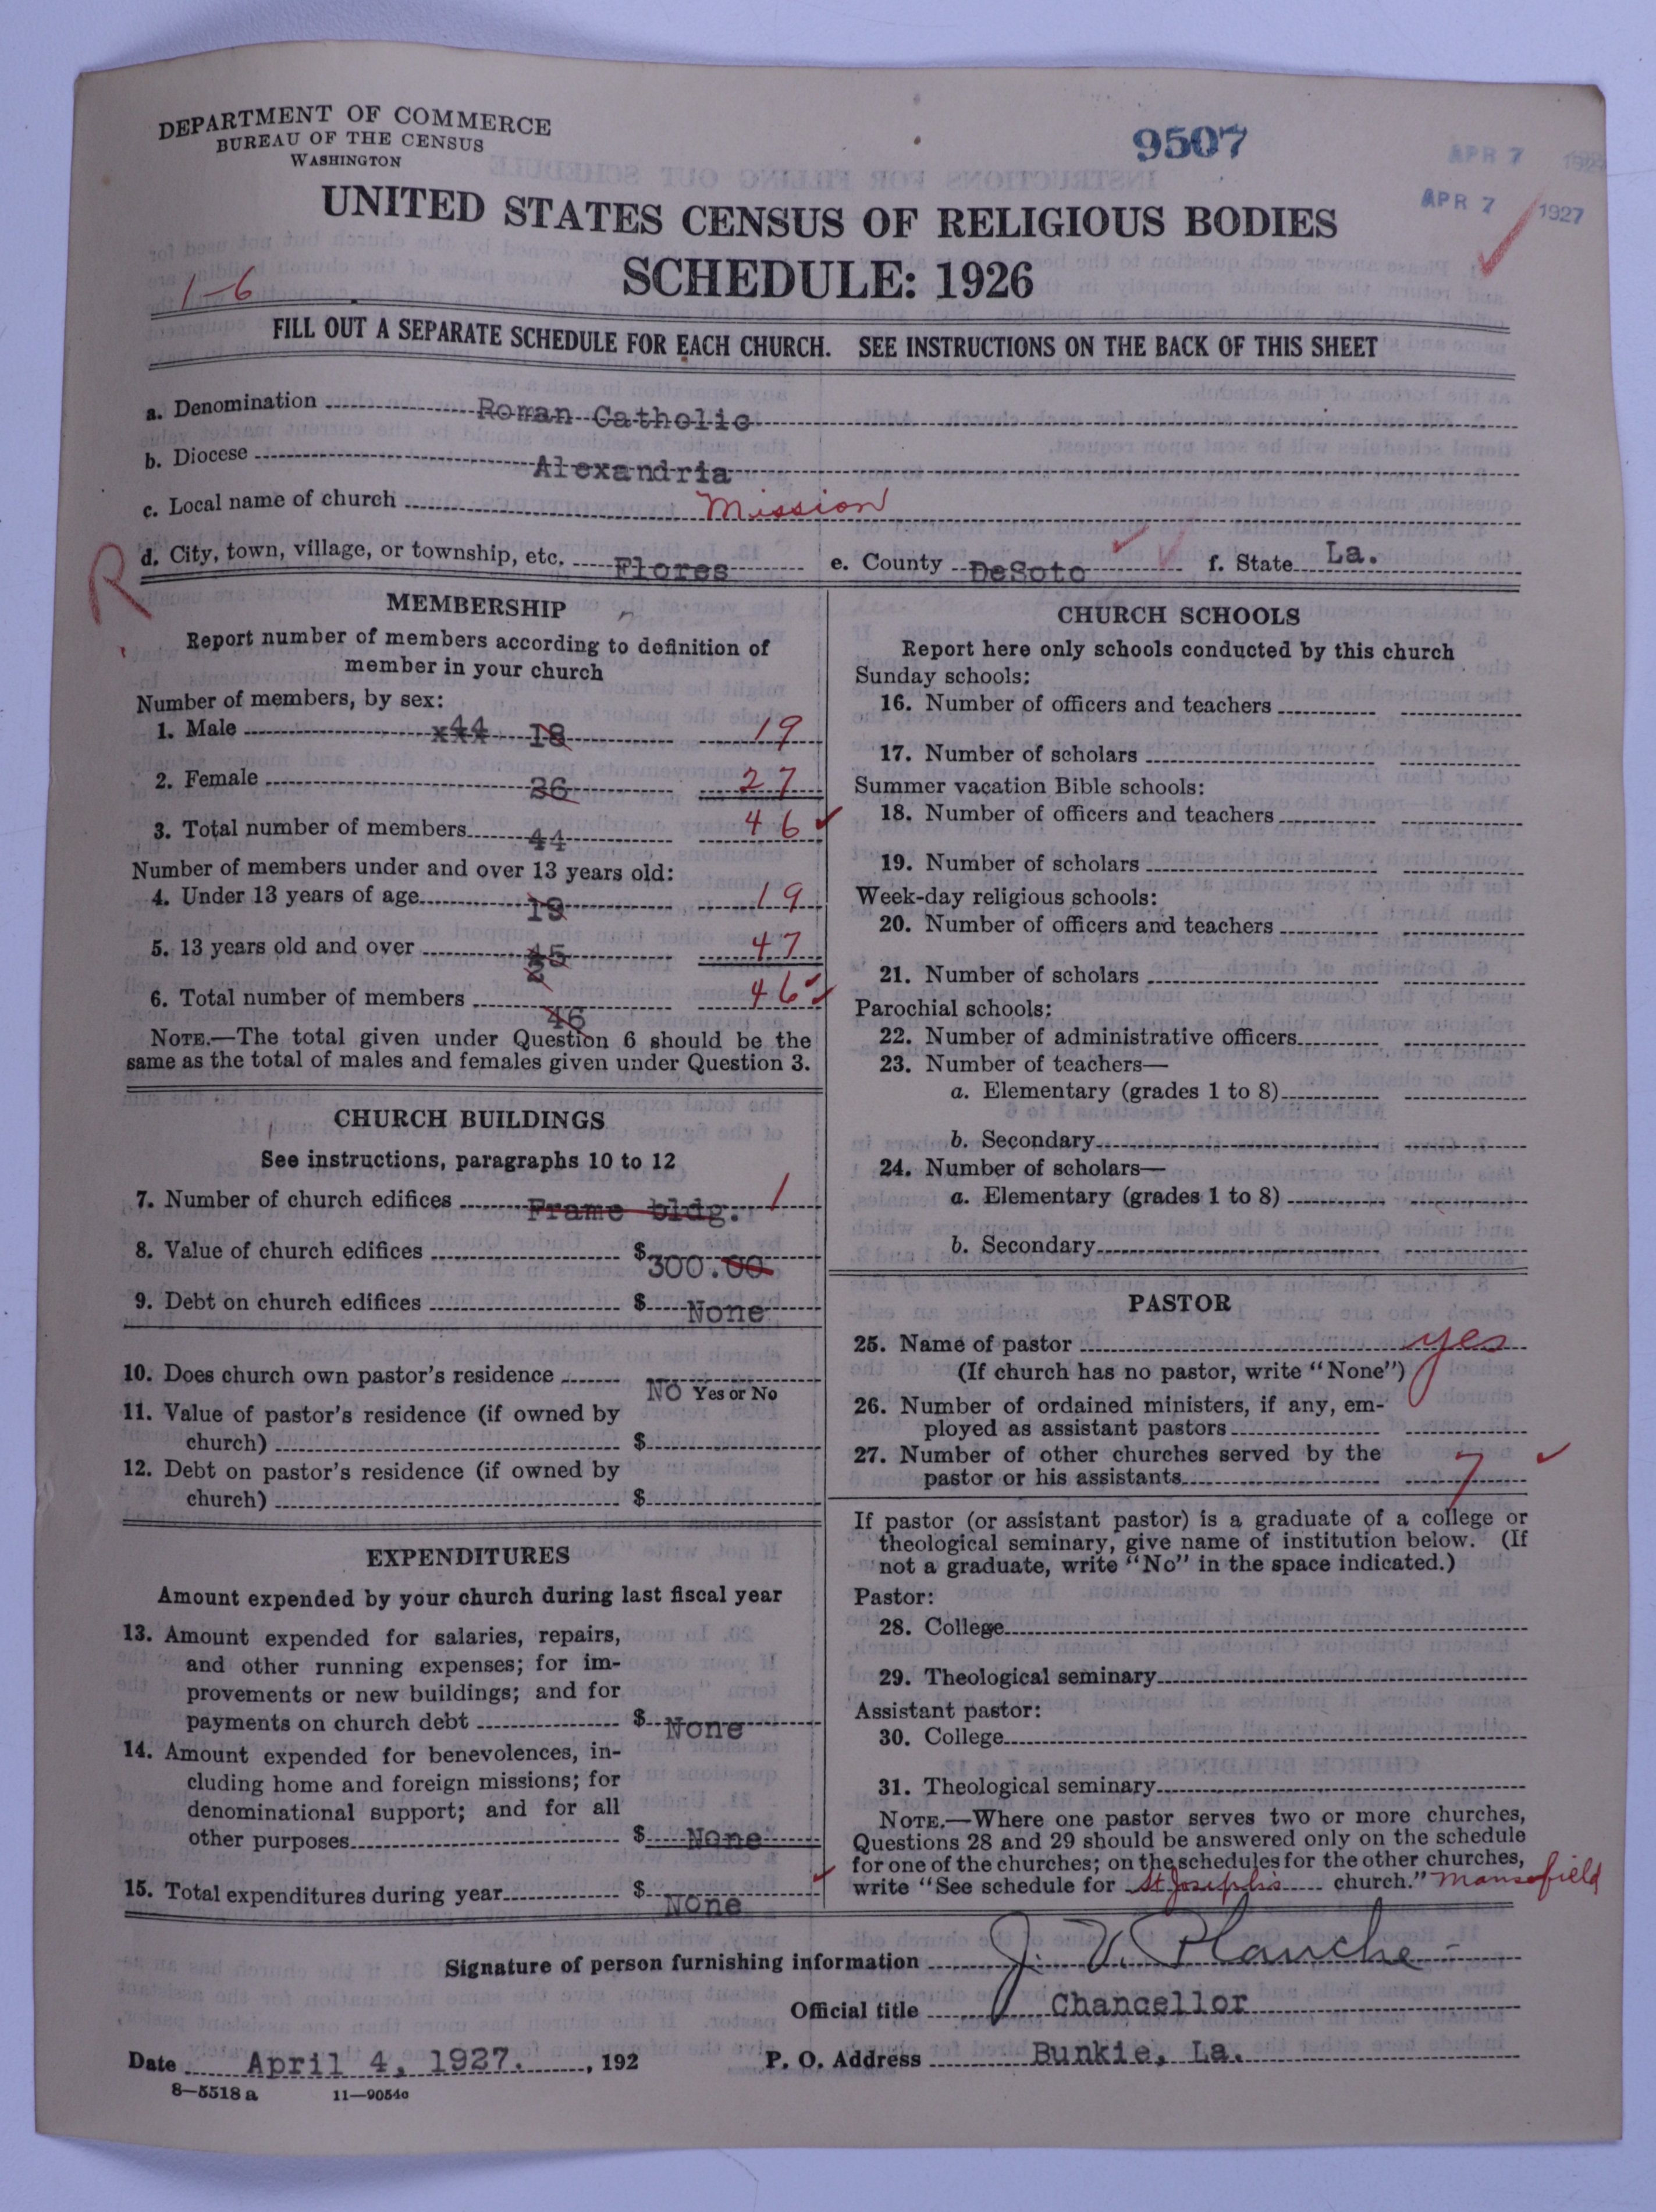 DEPARTMENT OF COMMERCE
BUREAU OF THE CENSUS
WASHINGTON
9507
APR 7 1927
APR 7 1927
UNITED STATES CENSUS OF RELIGIOUS BODIES
SCHEDULE: 1926
1-6
FILL OUT A SEPARATE SCHEDULE FOR EACH CHURCH. SEE INSTRUCTIONS ON THE BACK OF THIS SHEET
a. Denomination Roman Catholic
b. Diocese Alexandria
c. Local name of church Mission
R
d. City, town, village, or township, etc. Flores e. County DeSoto f. State La.
MEMBERSHIP
Report number of members according to definition of
member in your church
Number of members, by sex:
1. Male x44 18 19
2. Female 26 27
3. Total number of members 44 46
Number of members under and over 13 years old:
4. Under 13 years of age 19 19
5. 13 years old and over 47
6. Total number of members 46 46
NOTE.—The total given under Question 6 should be the
same as the total of males and females given under Question 3.
CHURCH BUILDINGS
See instructions, paragraphs 10 to 12
7. Number of church edifices Frame bldg. 1
8. Value of church edifices $300.00
9. Debt on church edifices $ None
10. Does church own pastor's residence NO Yes or No
11. Value of pastor's residence (if owned by
church) $
12. Debt on pastor's residence (if owned by
church) $
EXPENDITURES
Amount expended by your church during last fiscal year
13. Amount expended for salaries, repairs,
and other running expenses; for im-
provements or new buildings; and for
payments on church debt $ None
14. Amount expended for benevolences, in-
cluding home and foreign missions; for
denominational support; and for all
other purposes $ None
15. Total expenditures during year $ None
CHURCH SCHOOLS
Report here only schools conducted by this church
Sunday schools:
16. Number of officers and teachers
17. Number of scholars
Summer vacation Bible schools:
18. Number of officers and teachers
19. Number of scholars
Week-day religious schools:
20. Number of officers and teachers
21. Number of scholars
Parochial schools:
22. Number of administrative officers
23. Number of teachers—
a. Elementary (grades 1 to 8)
b. Secondary
24. Number of scholars—
a. Elementary (grades 1 to 8)
b. Secondary
PASTOR
25. Name of pastor yes
(If church has no pastor, write "None")
26. Number of ordained ministers, if any, em-
ployed as assistant pastors
27. Number of other churches served by the
pastor or his assistants 7
If pastor (or assistant pastor) is a graduate of a college or
theological seminary, give name of institution below. (If
not a graduate, write "No" in the space indicated.)
Pastor:
28. College
29. Theological seminary
Assistant pastor:
30. College
31. Theological seminary
NOTE.—Where one pastor serves two or more churches,
Questions 28 and 29 should be answered only on the schedule
for one of the churches; on the schedules for the other churches,
write "See schedule for St Joseph's church." Mansfield
Signature of person furnishing information J. V. Plauche
Official title Chancellor
Date April 4, 1927. , 192 P. O. Address Bunkie, La.
8—5518 a 11—9054c